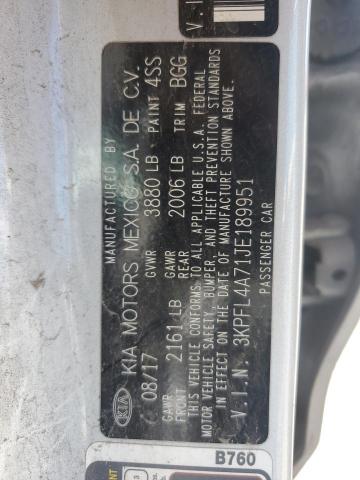 MANUFACTURED BY
KIA KIA MOTORS MEXICO S.A. DE C.V.
08/17 GVWR 3880 LB PAINT 4SS
GAWR FRONT 2161 LB GAWR REAR 2006 LB TRIM BGG
THIS VEHICLE CONFORMS TO ALL APPLICABLE U.S.A. FEDERAL
MOTOR VEHICLE SAFETY, BUMPER, AND THEFT PREVENTION STANDARDS
IN EFFECT ON THE DATE OF MANUFACTURE SHOWN ABOVE.
V.I.N. 3KPFL4A71JE189951
PASSENGER CAR
V.I.
B760